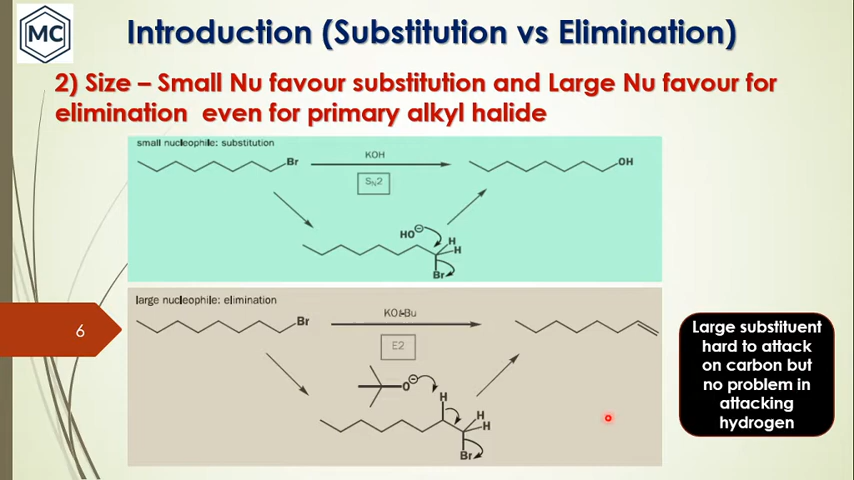 MC
Introduction (Substitution vs Elimination)
2) Size – Small Nu favour substitution and Large Nu favour for
elimination even for primary alkyl halide
small nucleophile: substitution
Br
KOH
SN2
OH
HO⊖
H
H
Br
large nucleophile: elimination
6
Br
KOt-Bu
E2
O⊖
H
H
H
Br
Large substituent
hard to attack
on carbon but
no problem in
attacking
hydrogen